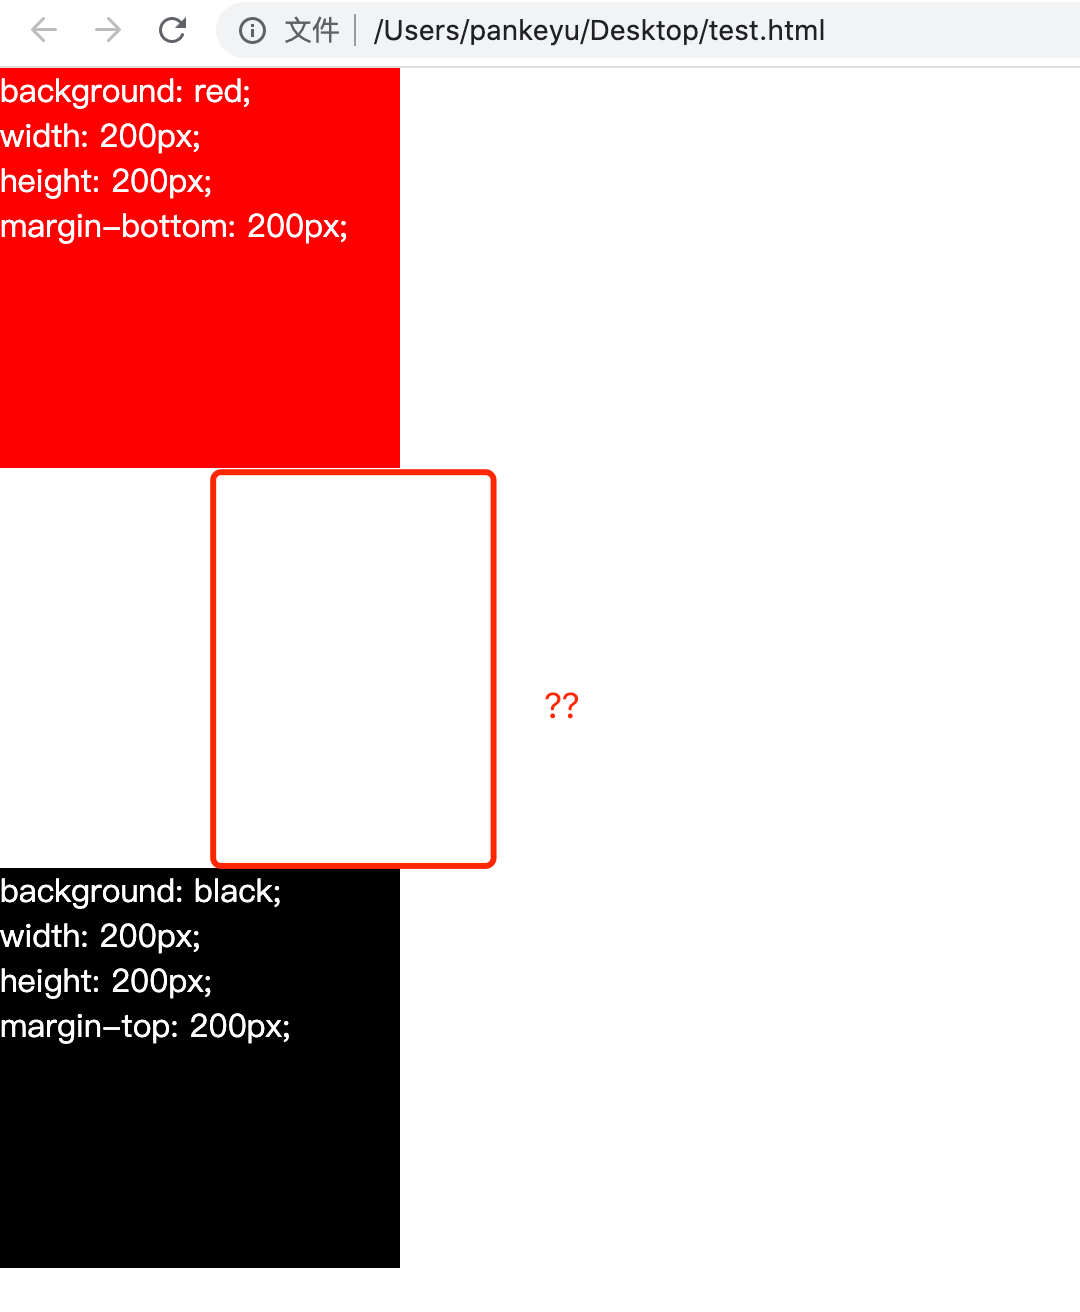 文件 /Users/pankeyu/Desktop/test.html
background: red;
width: 200px;
height: 200px;
margin-bottom: 200px;
??
background: black;
width: 200px;
height: 200px;
margin-top: 200px;